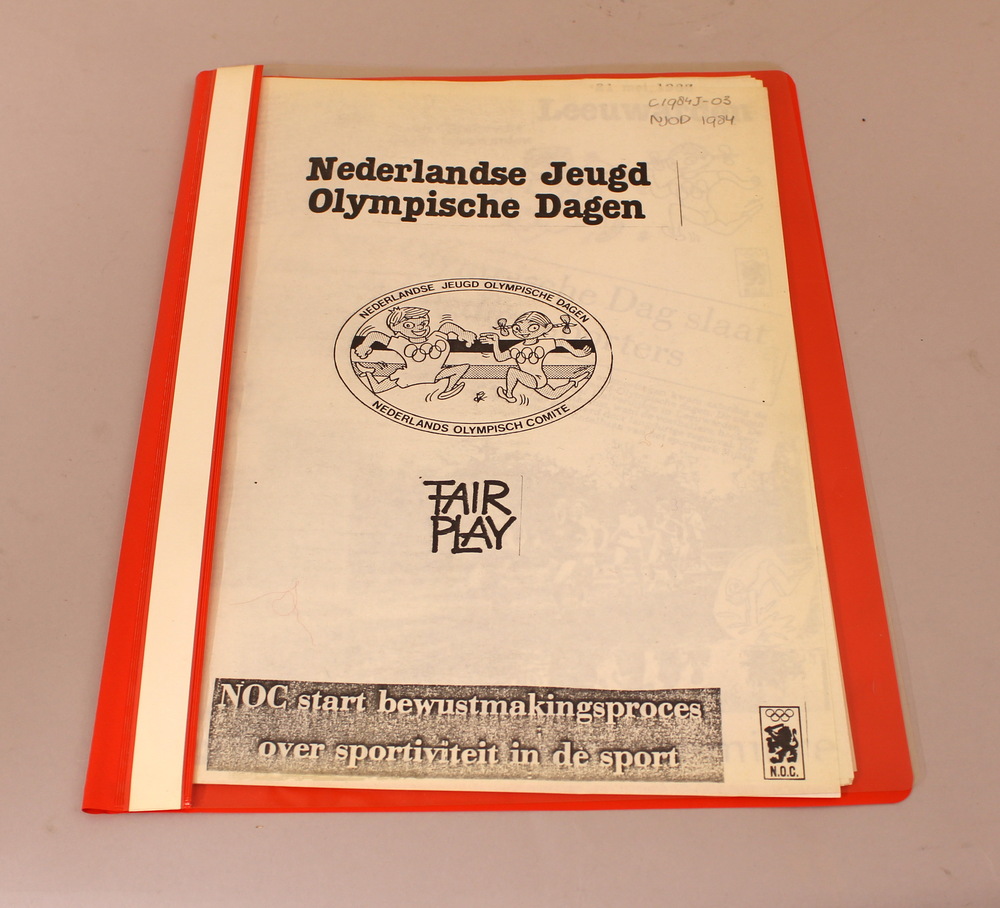 C1984J-03
NJOD 1984
Nederlandse Jeugd
Olympische Dagen
NEDERLANDSE JEUGD OLYMPISCHE DAGEN
NEDERLANDS OLYMPISCH COMITE
FAIR
PLAY
NOC start bewustmakingsproces
over sportiviteit in de sport
N.O.C.